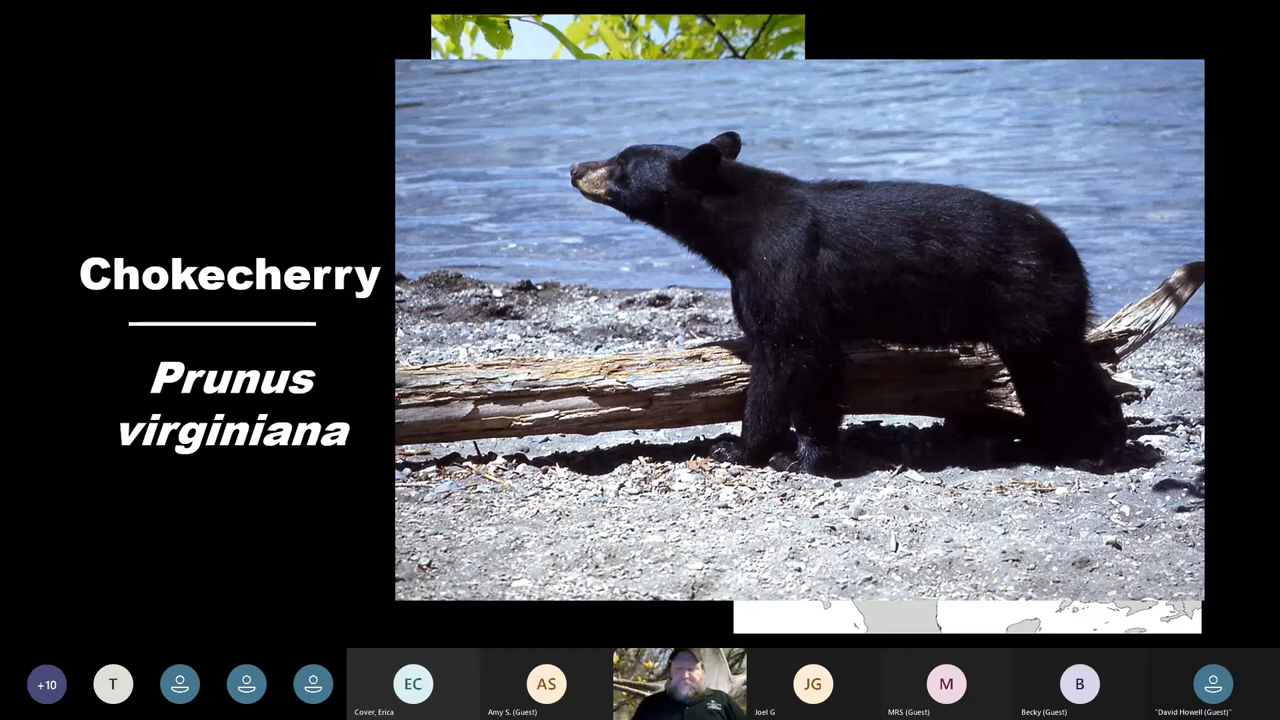 Chokecherry
Prunus
virginiana
+10
T
EC
Cover, Erica
AS
Amy S. (Guest)
JG
Joel G
M
MRS (Guest)
B
Becky (Guest)
"David Howell (Guest)"